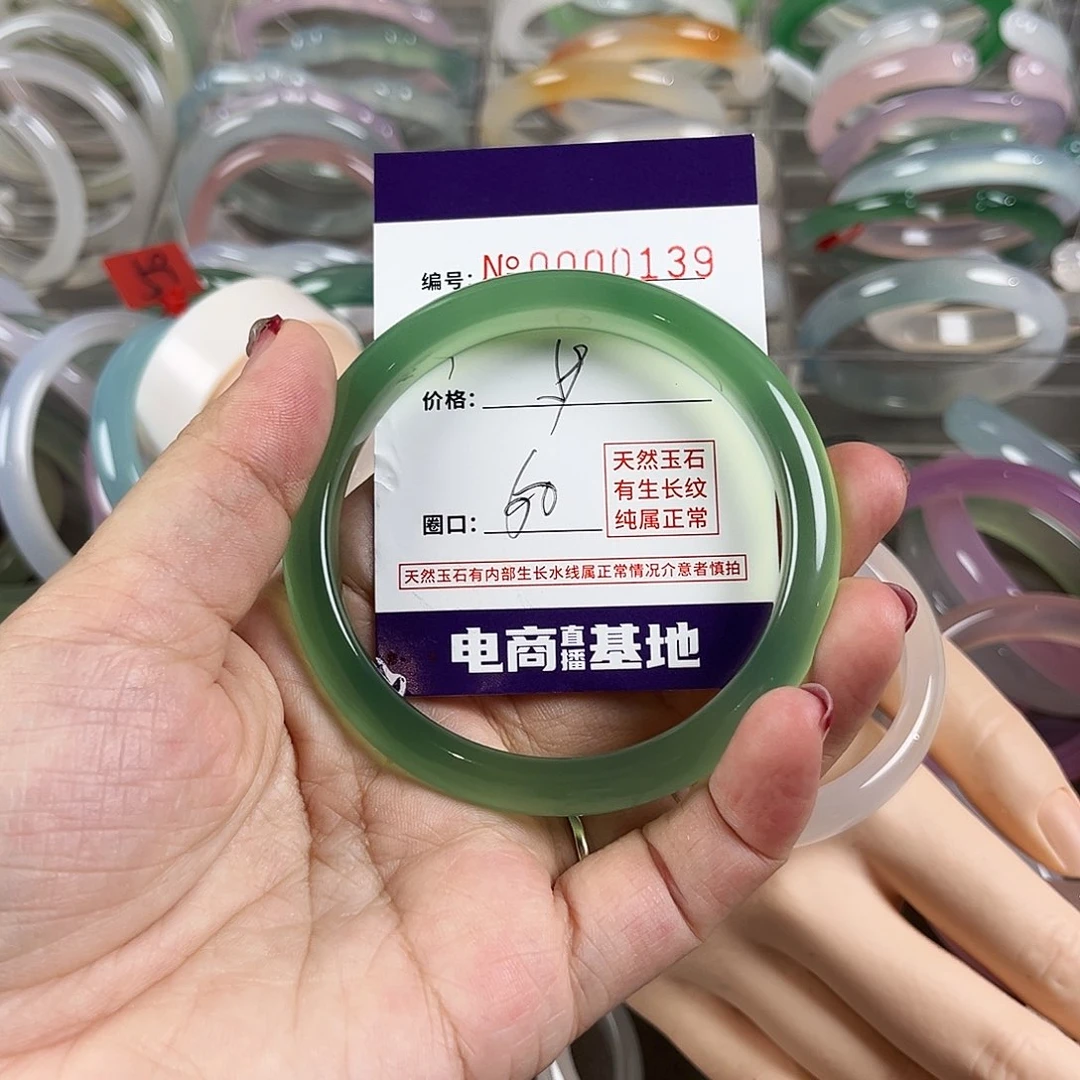 编号: №0000139
价格:
圈口: 60
天然玉石
有生长纹
纯属正常
天然玉石有内部生长水线属正常情况介意者慎拍
电商直播基地